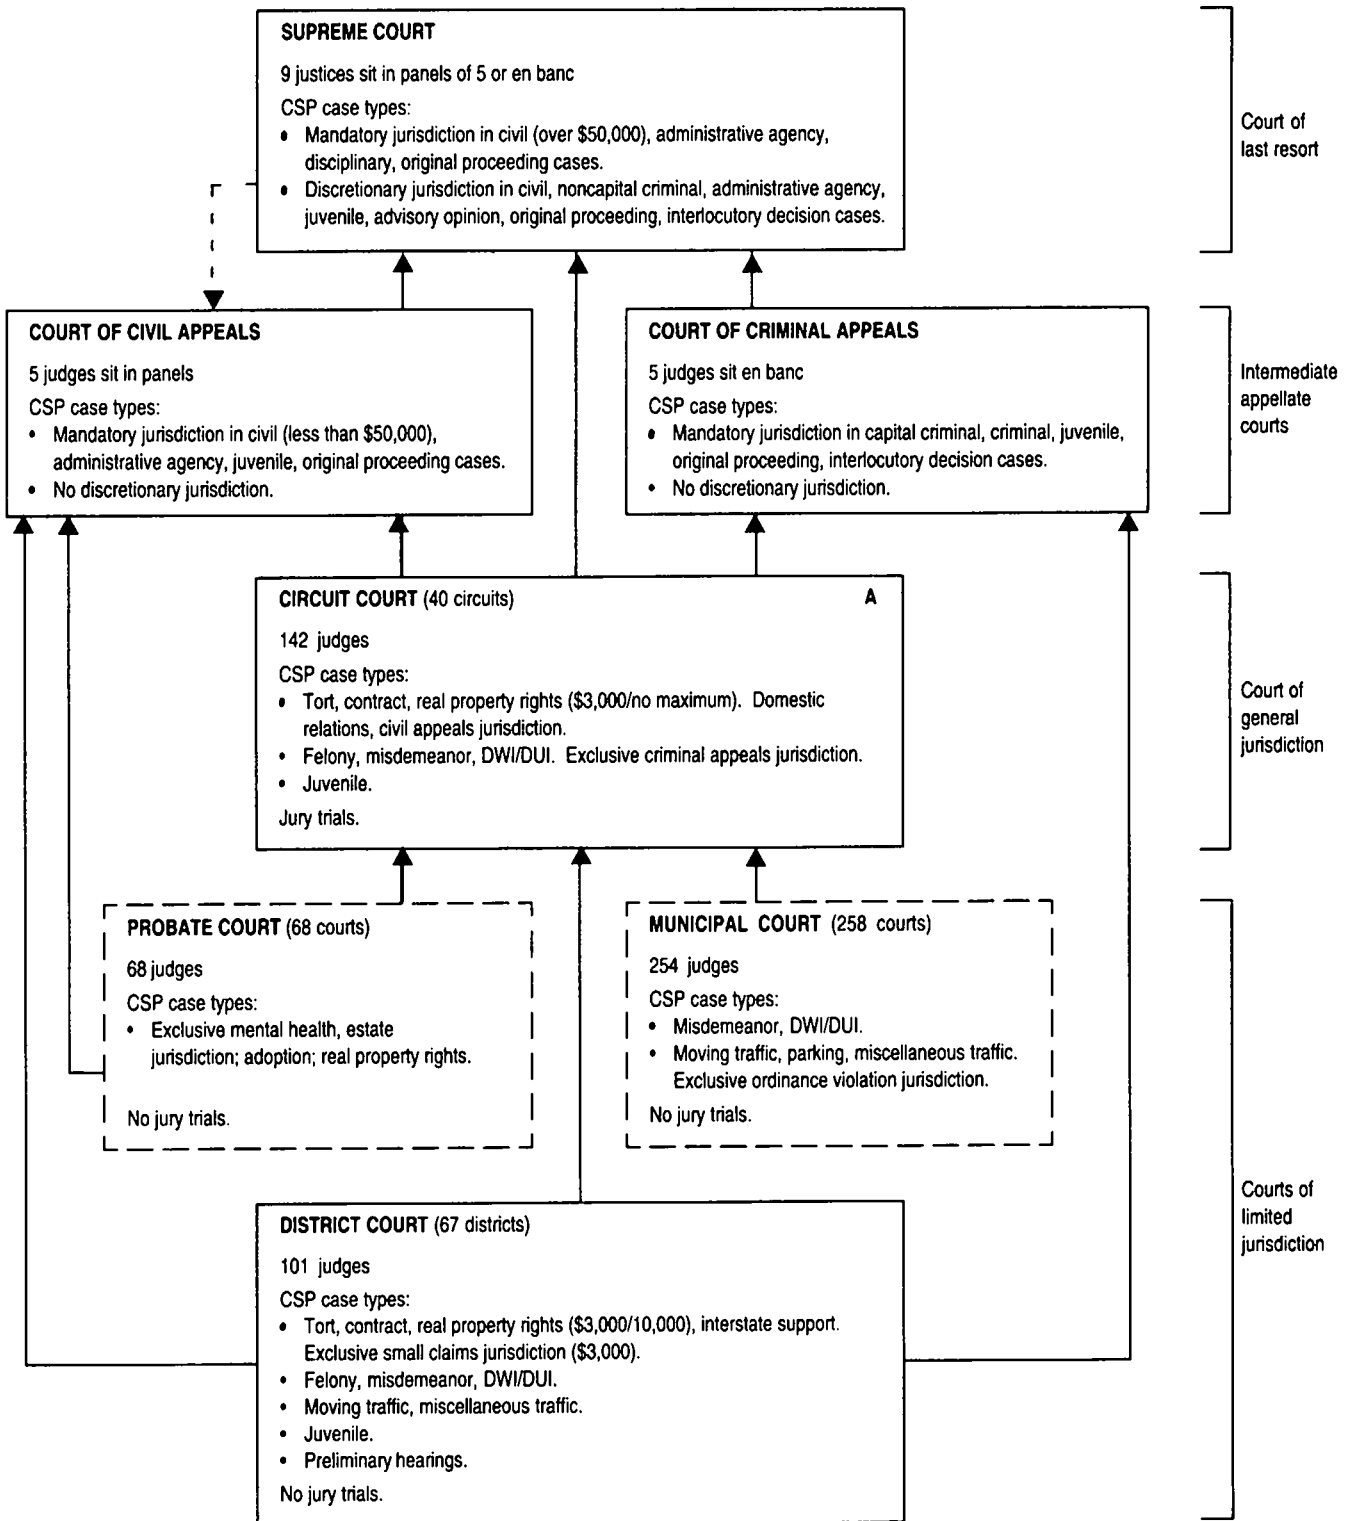 SUPREME COURT
9 justices sit in panels of 5 or en banc
CSP case types:
• Mandatory jurisdiction in civil (over $50,000), administrative agency,
disciplinary, original proceeding cases.
• Discretionary jurisdiction in civil, noncapital criminal, administrative agency,
juvenile, advisory opinion, original proceeding, interlocutory decision cases.
Court of
last resort
COURT OF CIVIL APPEALS
5 judges sit in panels
CSP case types:
• Mandatory jurisdiction in civil (less than $50,000),
administrative agency, juvenile, original proceeding cases.
• No discretionary jurisdiction.
COURT OF CRIMINAL APPEALS
5 judges sit en banc
CSP case types:
• Mandatory jurisdiction in capital criminal, criminal, juvenile,
original proceeding, interlocutory decision cases.
• No discretionary jurisdiction.
Intermediate
appellate
courts
CIRCUIT COURT (40 circuits) A
142 judges
CSP case types:
• Tort, contract, real property rights ($3,000/no maximum). Domestic
relations, civil appeals jurisdiction.
• Felony, misdemeanor, DWI/DUI. Exclusive criminal appeals jurisdiction.
• Juvenile.
Jury trials.
Court of
general
jurisdiction
PROBATE COURT (68 courts)
68 judges
CSP case types:
• Exclusive mental health, estate
jurisdiction; adoption; real property rights.
No jury trials.
MUNICIPAL COURT (258 courts)
254 judges
CSP case types:
• Misdemeanor, DWI/DUI.
• Moving traffic, parking, miscellaneous traffic.
Exclusive ordinance violation jurisdiction.
No jury trials.
DISTRICT COURT (67 districts)
101 judges
CSP case types:
• Tort, contract, real property rights ($3,000/10,000), interstate support.
Exclusive small claims jurisdiction ($3,000).
• Felony, misdemeanor, DWI/DUI.
• Moving traffic, miscellaneous traffic.
• Juvenile.
• Preliminary hearings.
No jury trials.
Courts of
limited
jurisdiction